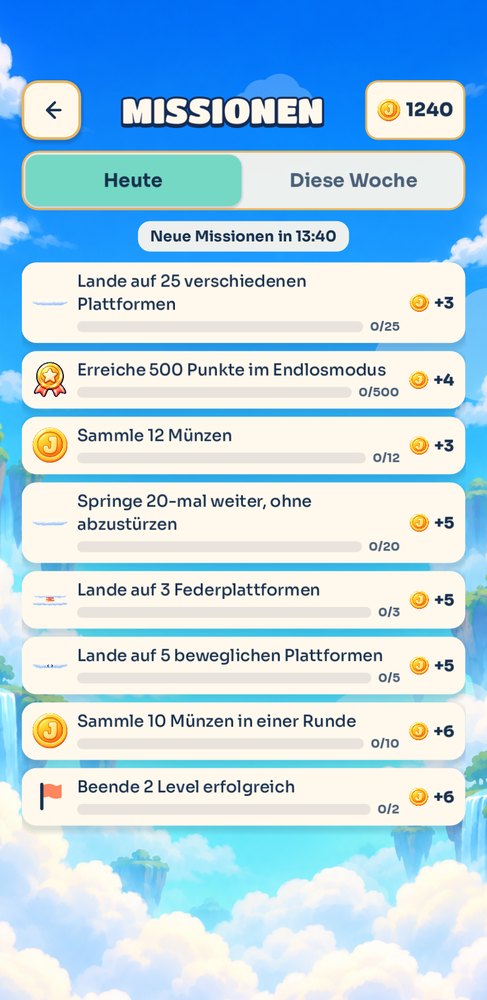 MISSIONEN
1240
Heute
Diese Woche
Neue Missionen in 13:40
Lande auf 25 verschiedenen
Plattformen
0/25
+3
Erreiche 500 Punkte im Endlosmodus
0/500
+4
Sammle 12 Münzen
0/12
+3
Springe 20-mal weiter, ohne
abzustürzen
0/20
+5
Lande auf 3 Federplattformen
0/3
+5
Lande auf 5 beweglichen Plattformen
0/5
+5
Sammle 10 Münzen in einer Runde
0/10
+6
Beende 2 Level erfolgreich
0/2
+6